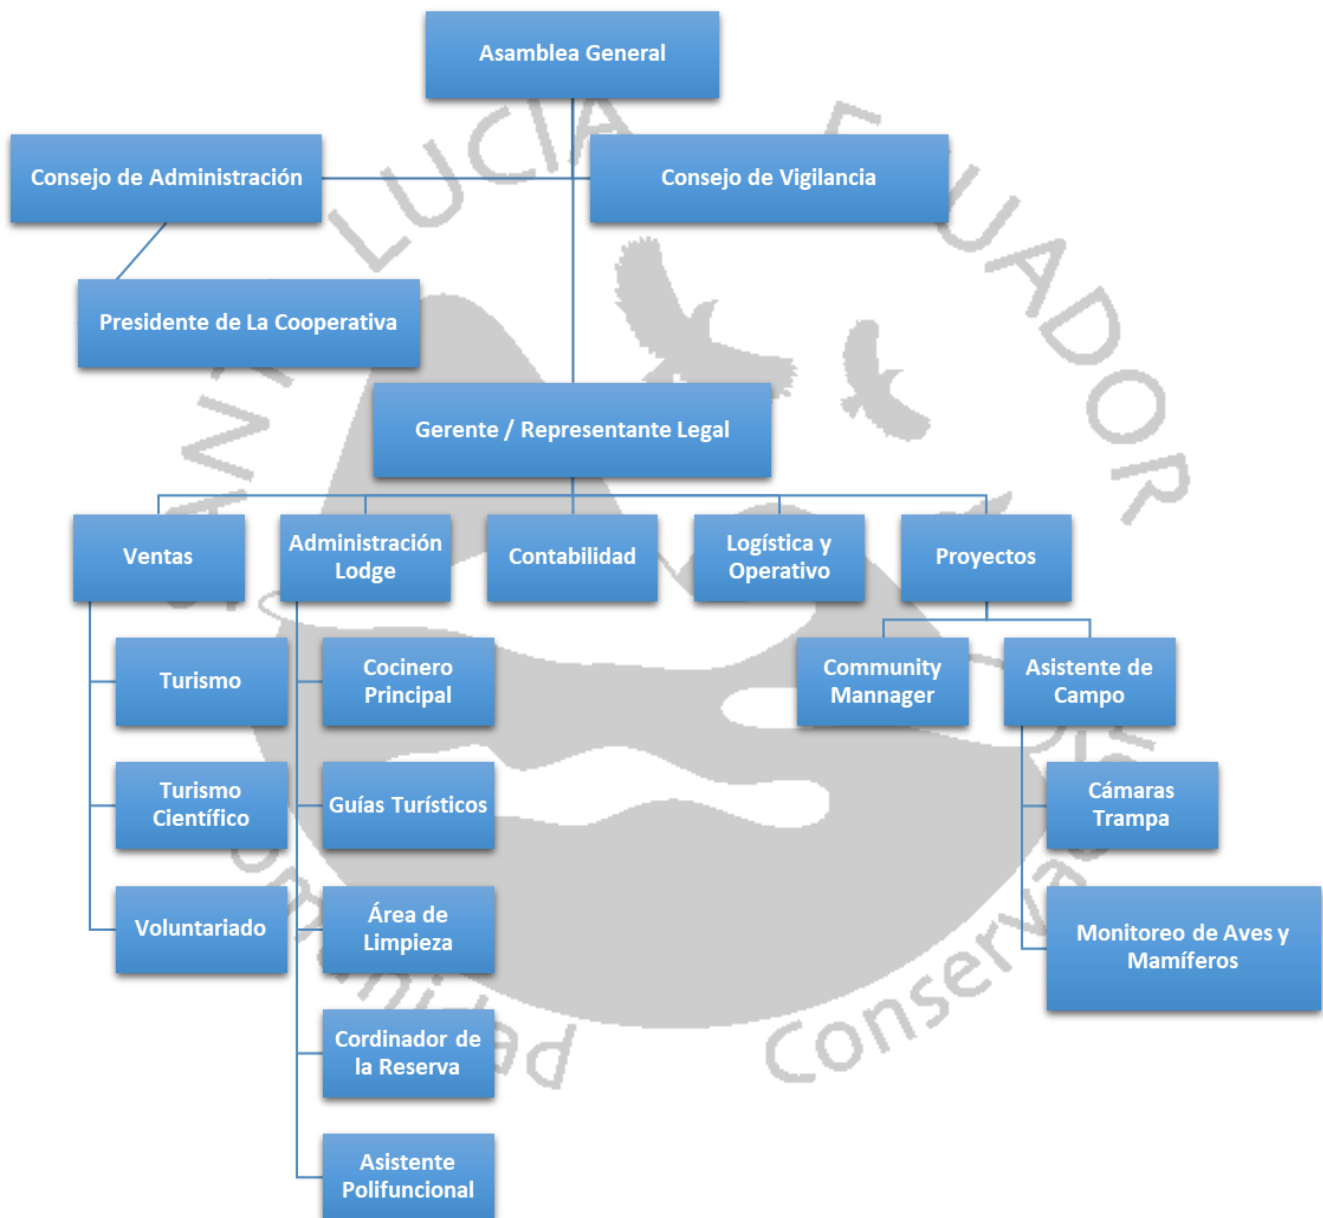 Asamblea General
Consejo de Administración
Consejo de Vigilancia
Presidente de La Cooperativa
Gerente / Representante Legal
Ventas
Administración
Lodge
Contabilidad
Logística y
Operativo
Proyectos
Turismo
Turismo
Científico
Voluntariado
Cocinero
Principal
Guías Turísticos
Área de
Limpieza
Cordinador de
la Reserva
Asistente
Polifuncional
Community
Mannager
Asistente de
Campo
Cámaras
Trampa
Monitoreo de Aves y
Mamíferos
LUCIA
ECUADOR